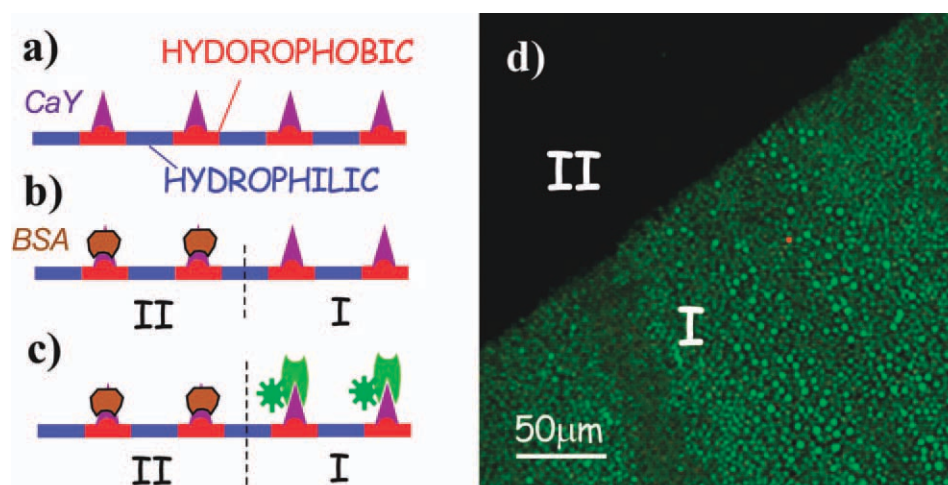 a)
HYDOROPHOBIC
CaY
HYDROPHILIC
b)
BSA
II
I
c)
II
I
d)
II
I
50μm